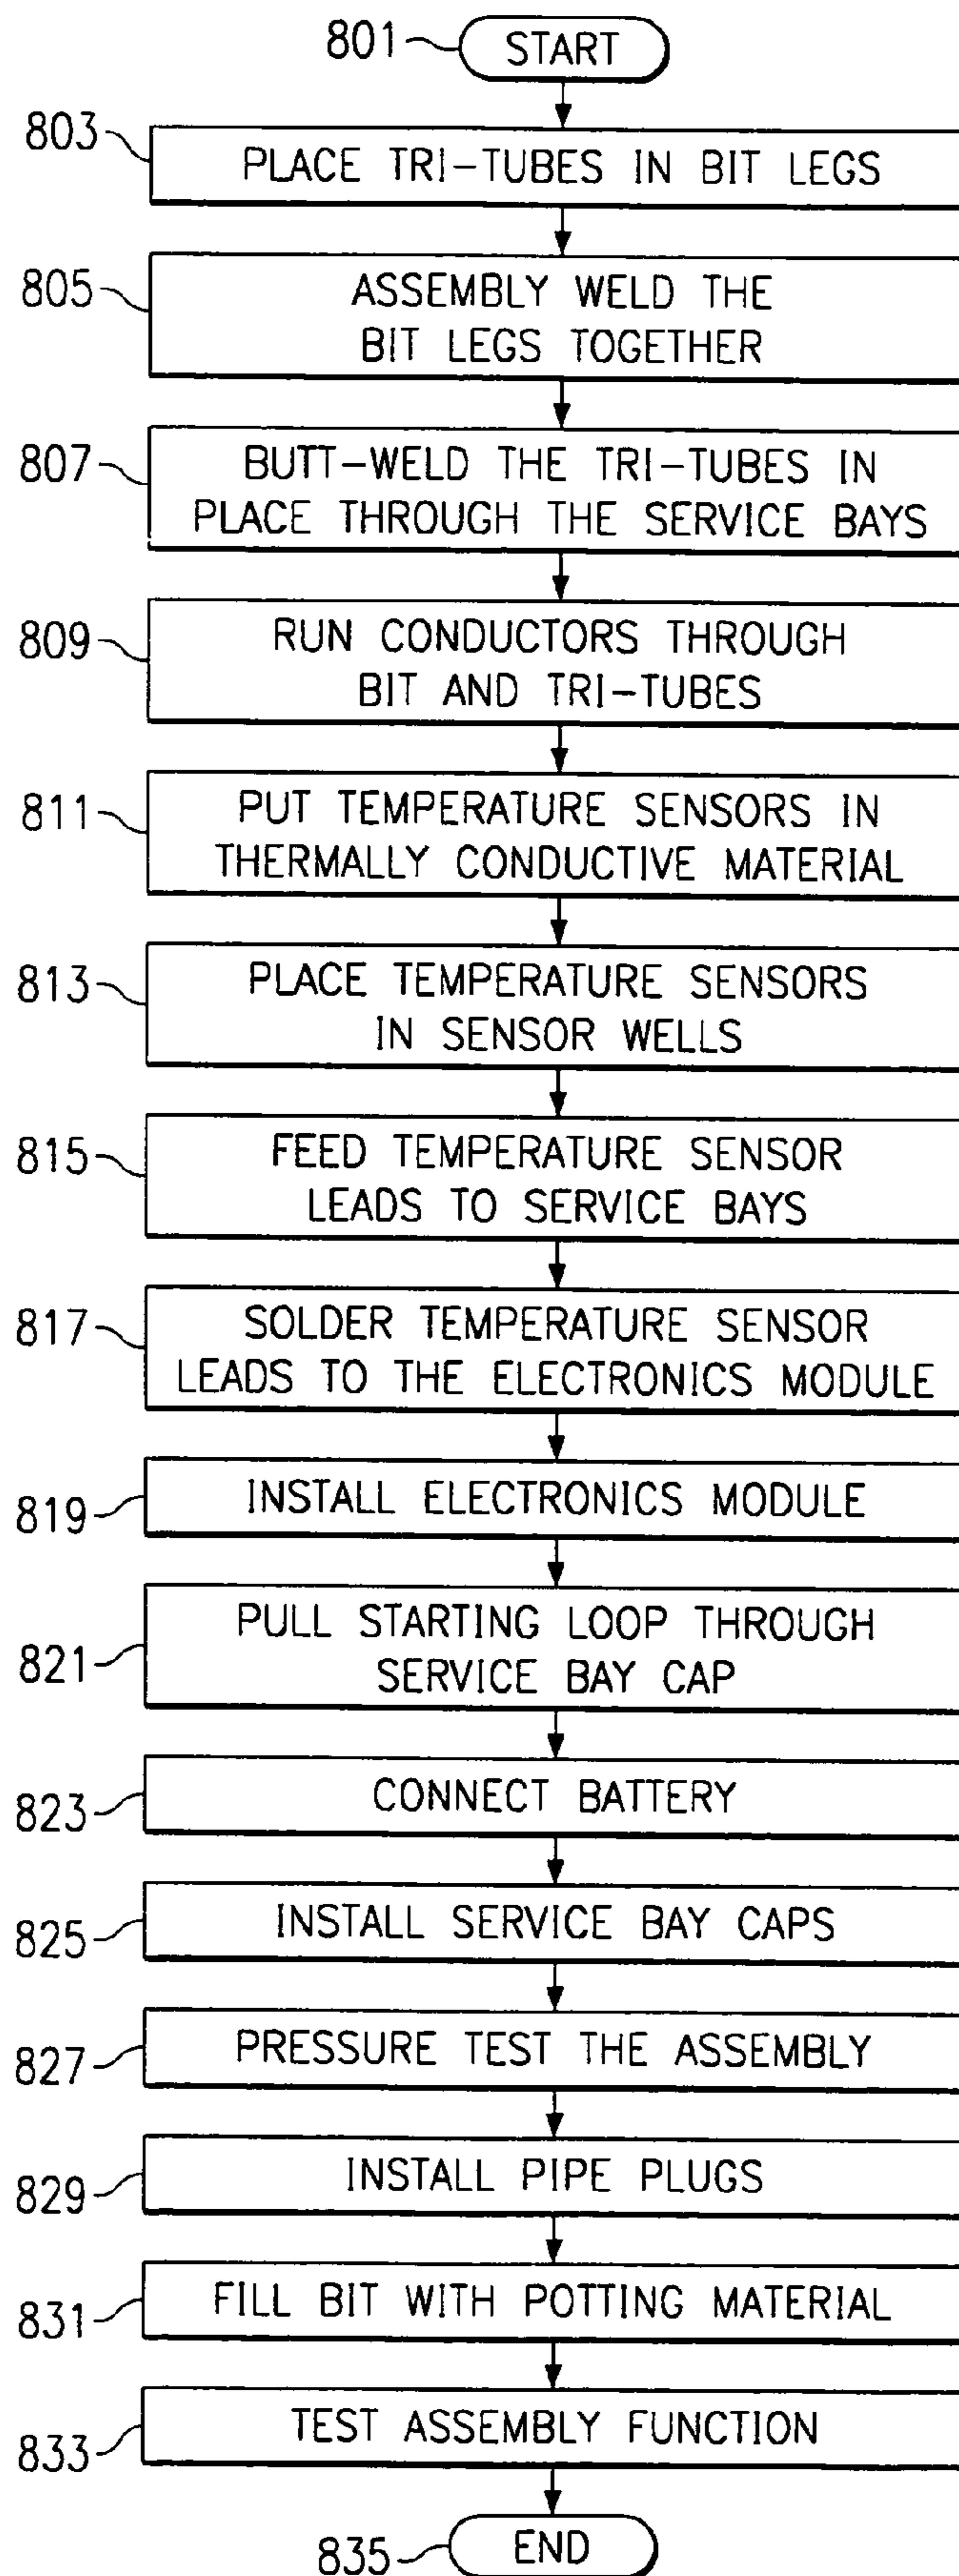 801 START
803 PLACE TRI-TUBES IN BIT LEGS
805 ASSEMBLY WELD THE
BIT LEGS TOGETHER
807 BUTT-WELD THE TRI-TUBES IN
PLACE THROUGH THE SERVICE BAYS
809 RUN CONDUCTORS THROUGH
BIT AND TRI-TUBES
811 PUT TEMPERATURE SENSORS IN
THERMALLY CONDUCTIVE MATERIAL
813 PLACE TEMPERATURE SENSORS
IN SENSOR WELLS
815 FEED TEMPERATURE SENSOR
LEADS TO SERVICE BAYS
817 SOLDER TEMPERATURE SENSOR
LEADS TO THE ELECTRONICS MODULE
819 INSTALL ELECTRONICS MODULE
821 PULL STARTING LOOP THROUGH
SERVICE BAY CAP
823 CONNECT BATTERY
825 INSTALL SERVICE BAY CAPS
827 PRESSURE TEST THE ASSEMBLY
829 INSTALL PIPE PLUGS
831 FILL BIT WITH POTTING MATERIAL
833 TEST ASSEMBLY FUNCTION
835 END